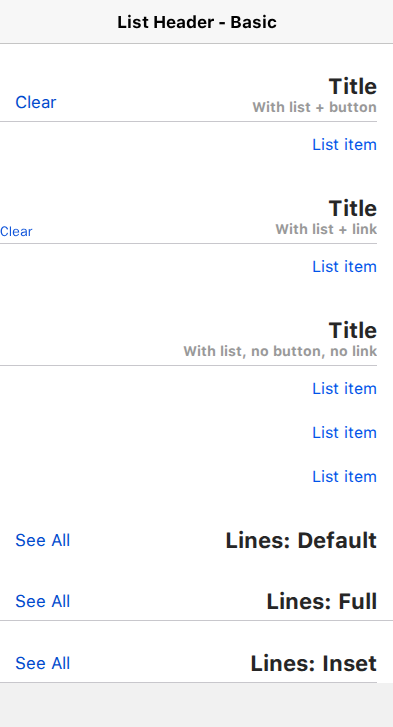 List Header - Basic
Title
With list + button
Clear
List item
Title
With list + link
Clear
List item
Title
With list, no button, no link
List item
List item
List item
Lines: Default
See All
Lines: Full
See All
Lines: Inset
See All